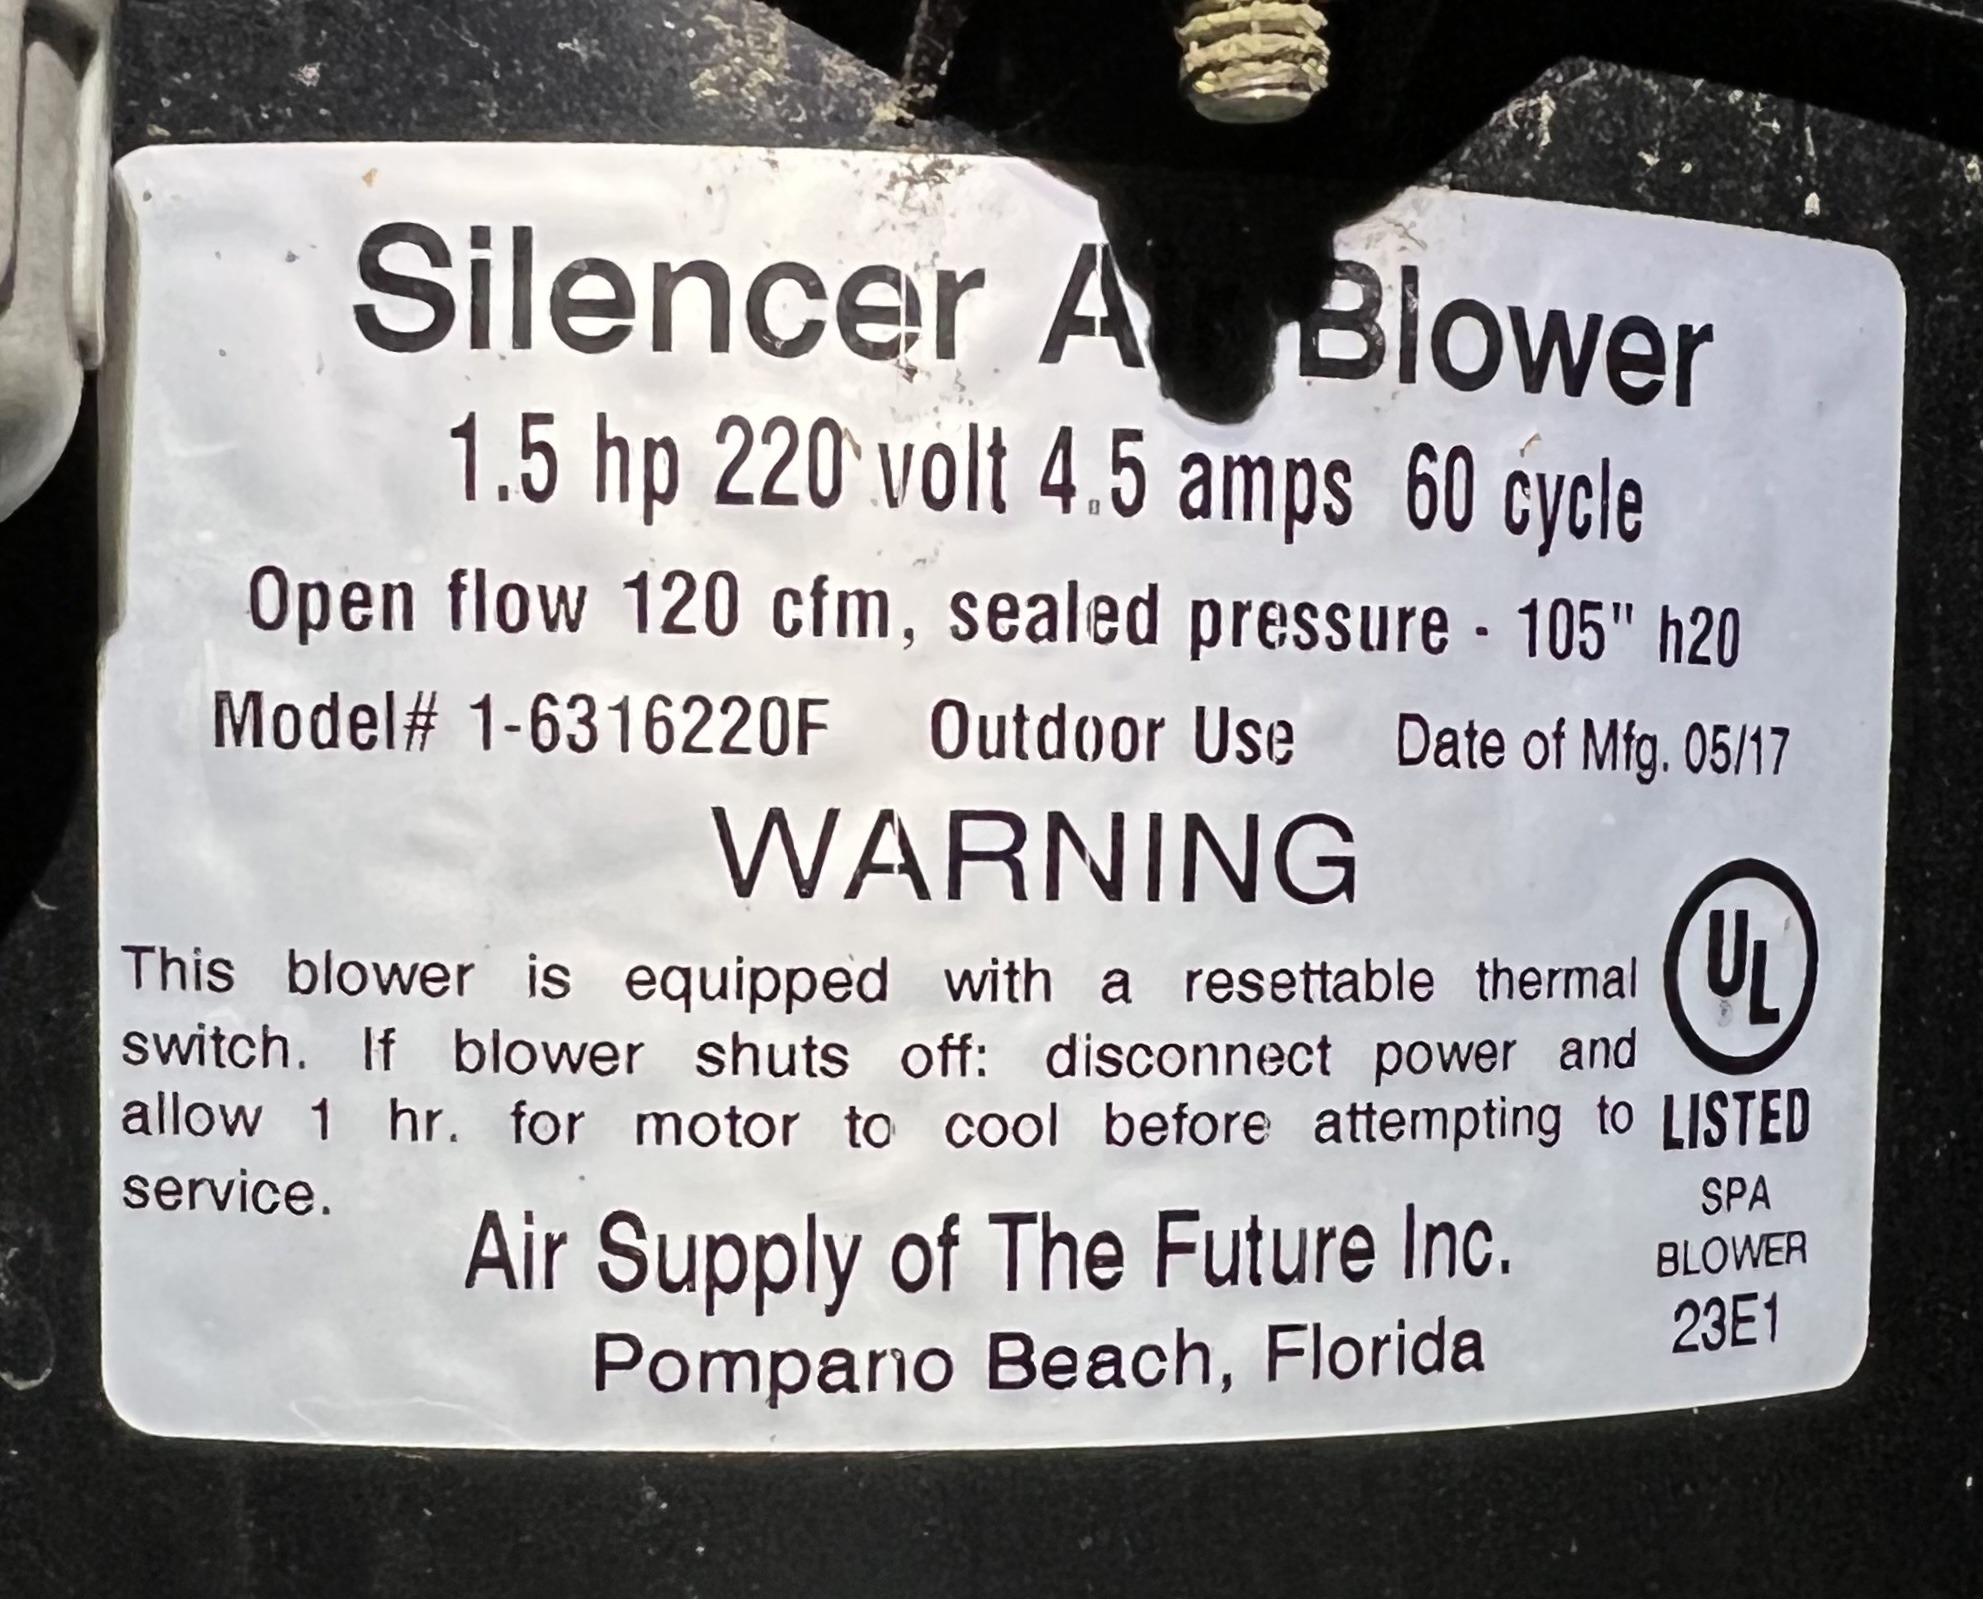 Silencer A Blower
1.5 hp 220 volt 4.5 amps 60 cycle
Open flow 120 cfm, sealed pressure - 105" h20
Model# 1-6316220F Outdoor Use Date of Mfg. 05/17
WARNING
This blower is equipped with a resettable thermal
switch. If blower shuts off: disconnect power and
allow 1 hr. for motor to cool before attempting to
service.
UL
LISTED
SPA
BLOWER
23E1
Air Supply of The Future Inc.
Pompano Beach, Florida